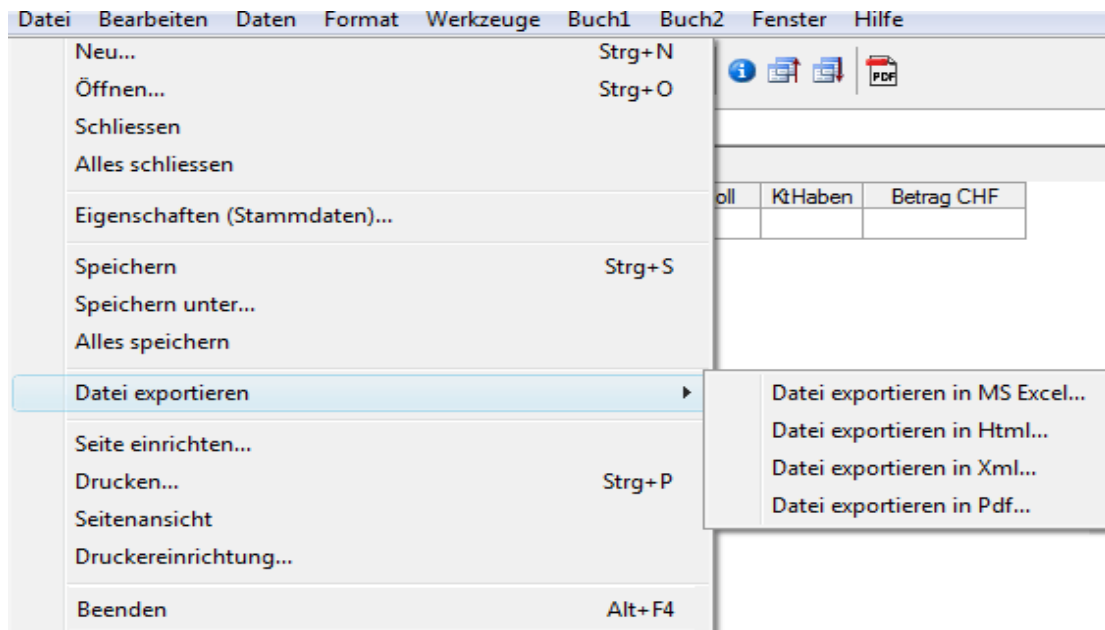 Datei Bearbeiten Daten Format Werkzeuge Buch1 Buch2 Fenster Hilfe
Neu... Strg+N
Öffnen... Strg+O
Schliessen
Alles schliessen
Eigenschaften (Stammdaten)...
Speichern Strg+S
Speichern unter...
Alles speichern
Datei exportieren
Seite einrichten...
Drucken... Strg+P
Seitenansicht
Druckereinrichtung...
Beenden Alt+F4
PDF
oll KtHaben Betrag CHF
Datei exportieren in MS Excel...
Datei exportieren in Html...
Datei exportieren in Xml...
Datei exportieren in Pdf...